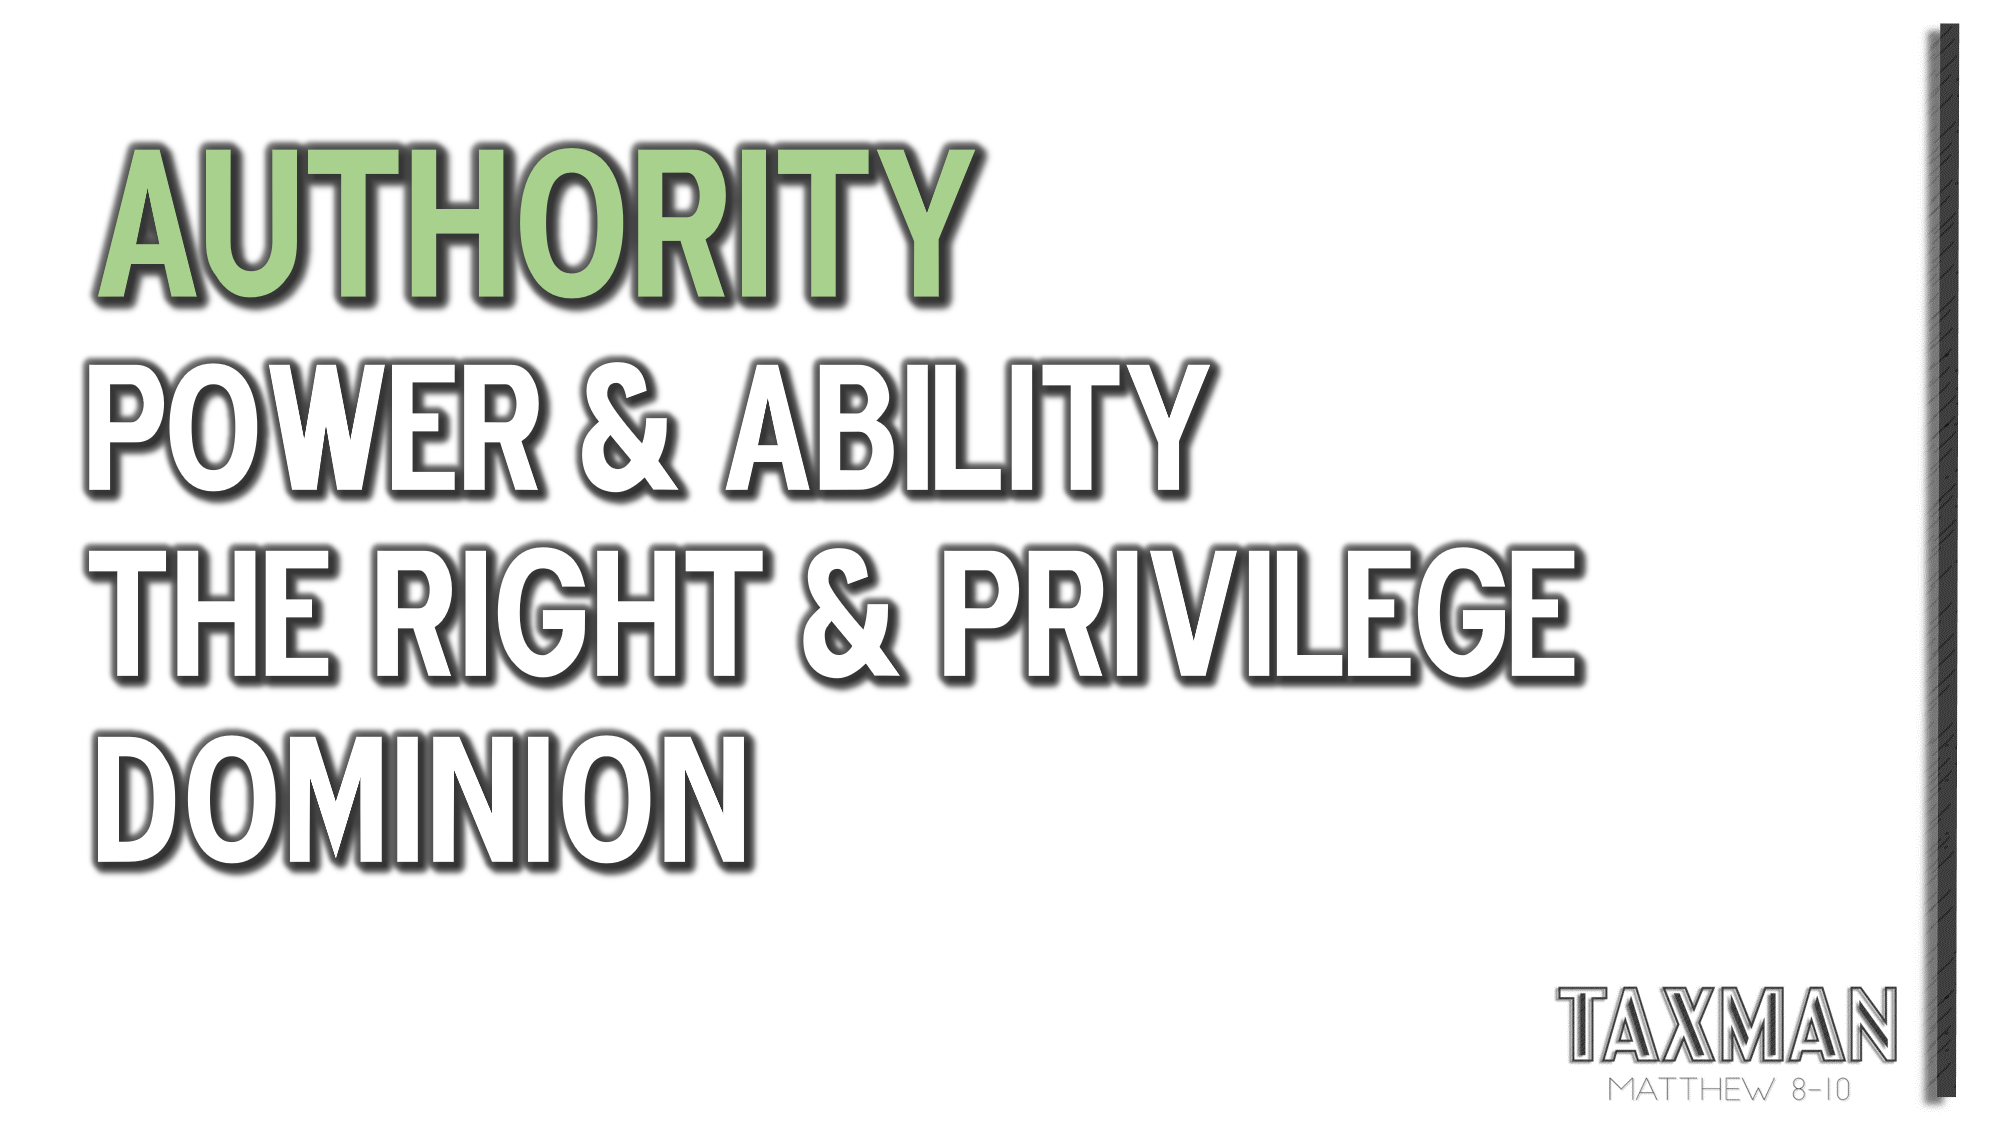 AUTHORITY
POWER & ABILITY
THE RIGHT & PRIVILEGE
DOMINION
TAXMAN
MATTHEW 8-10